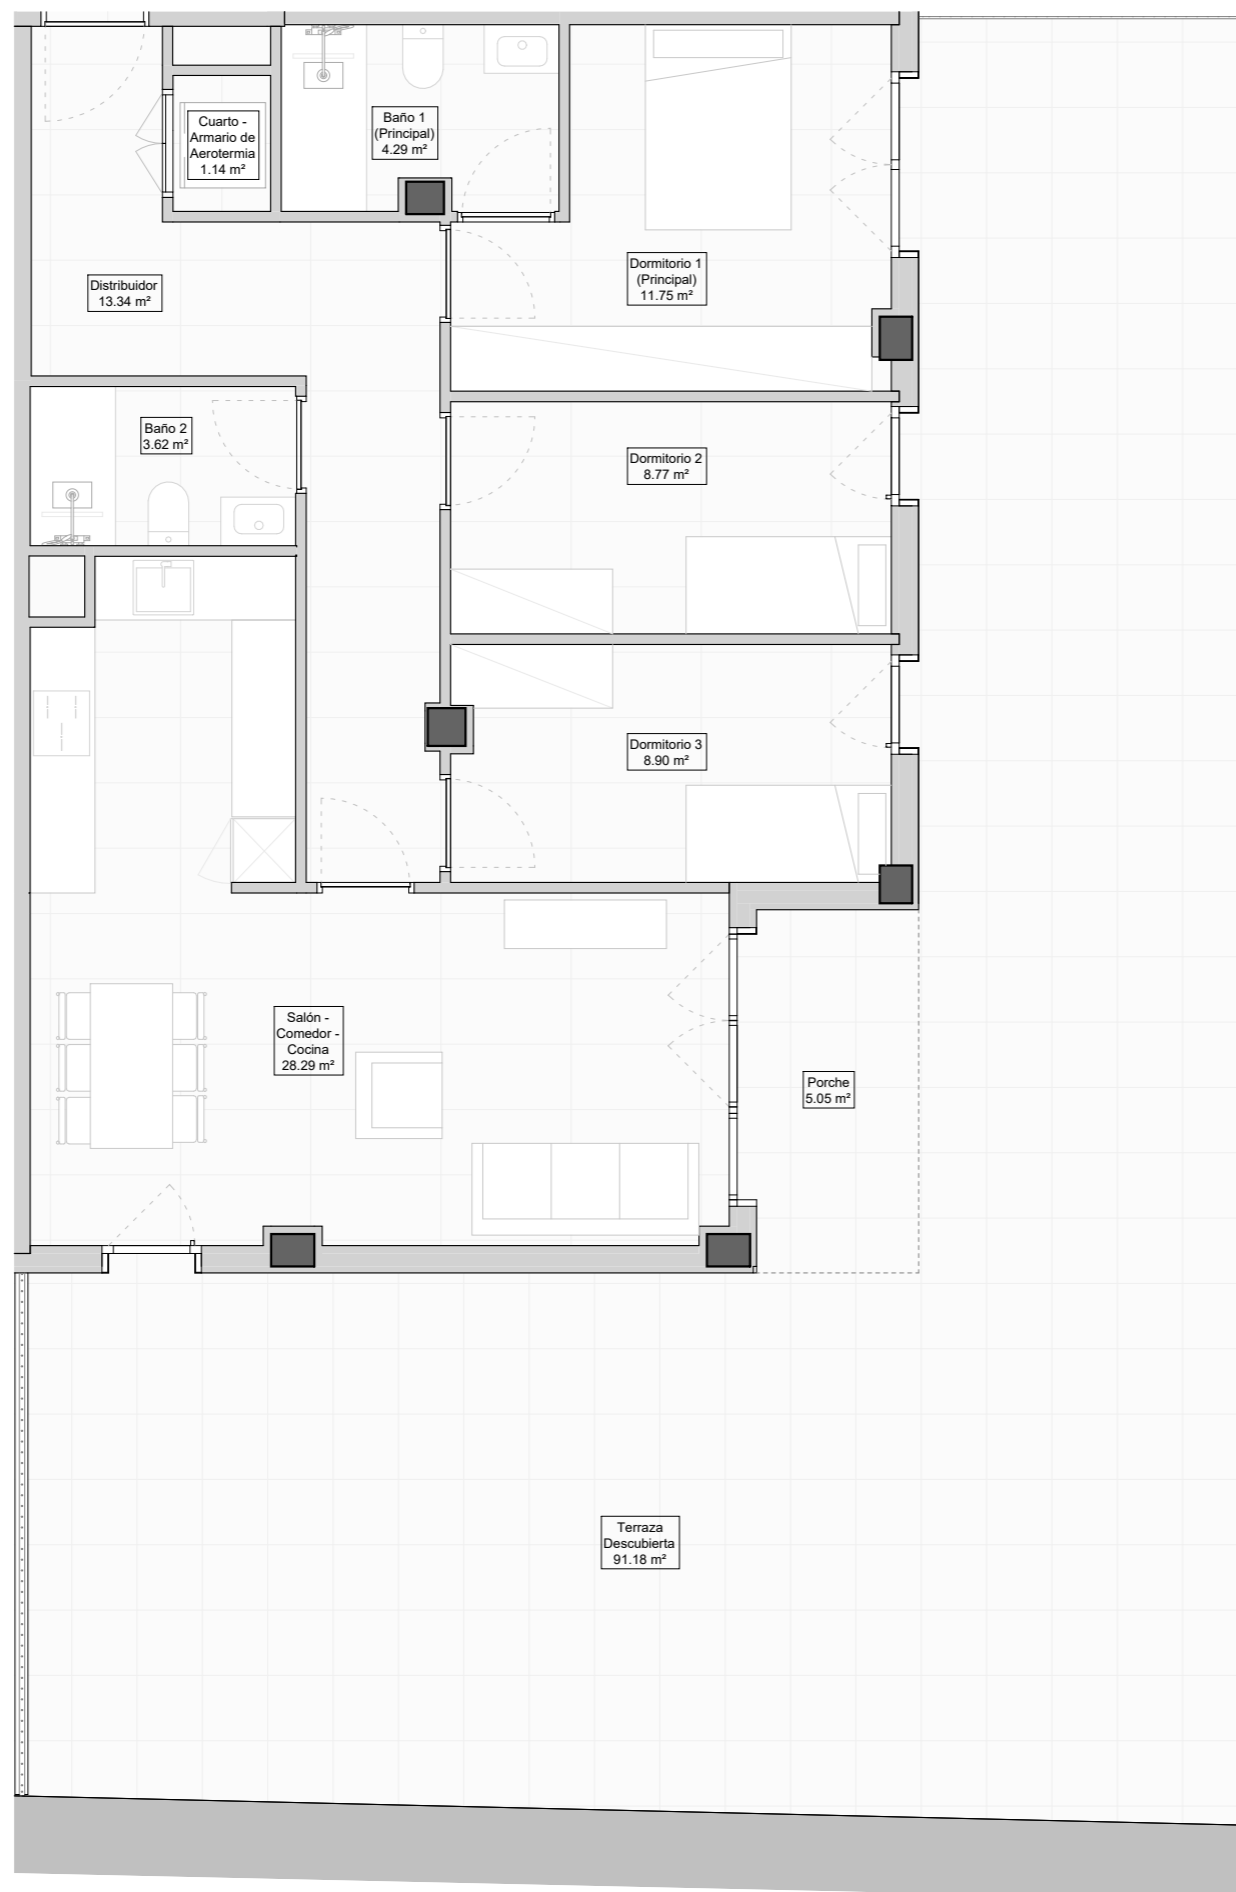 Cuarto -
Armario de
Aerotermia
1.14 m²
Baño 1
(Principal)
4.29 m²
Dormitorio 1
(Principal)
11.75 m²
Distribuidor
13.34 m²
Baño 2
3.62 m²
Dormitorio 2
8.77 m²
Dormitorio 3
8.90 m²
Salón -
Comedor -
Cocina
28.29 m²
Porche
5.05 m²
Terraza
Descubierta
91.18 m²